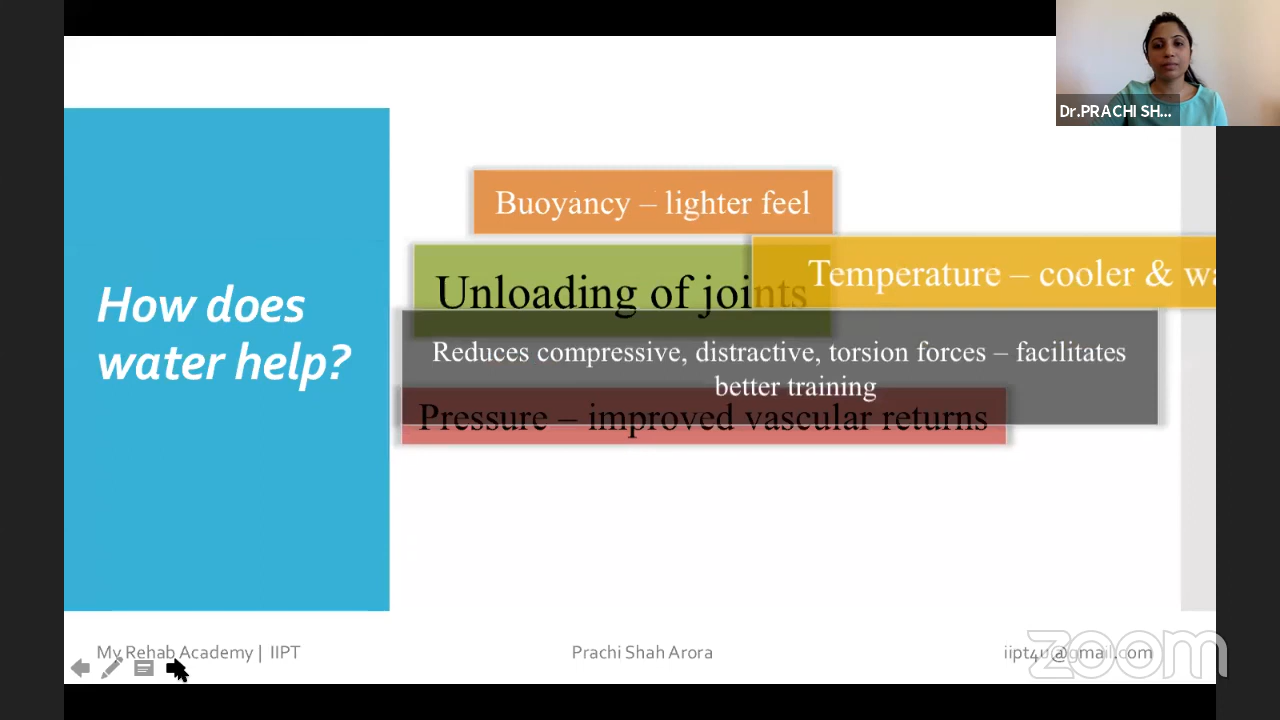 Dr.PRACHI SH...
Buoyancy – lighter feel
Temperature – cooler &
Unloading of joints
How does
water help?
Reduces compressive, distractive, torsion forces – facilitates
better training
Pressure – improved vascular returns
My Rehab Academy | IIPT
Prachi Shah Arora
iipt4u@gmail.com
zoom